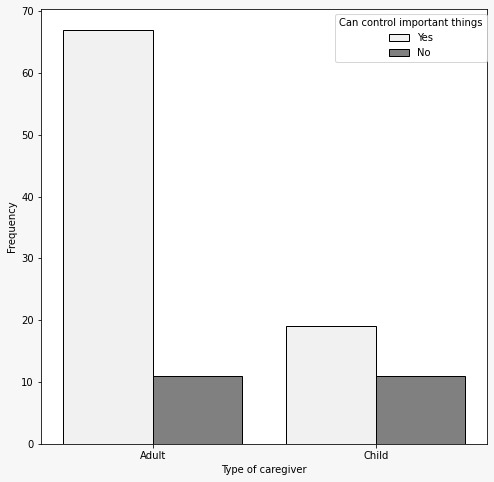 Can control important things
Yes
No
Frequency
70
60
50
40
30
20
10
0
Adult
Child
Type of caregiver